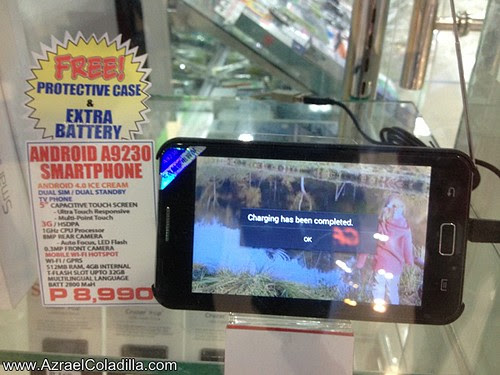 FREE!
PROTECTIVE CASE
&
EXTRA
BATTERY
ANDROID A9230
SMARTPHONE
ANDROID 4.0 ICE CREAM
DUAL SIM / DUAL STANDBY
TV PHONE
5" CAPACITIVE TOUCH SCREEN
- Ultra Touch Responsive
- Multi-Point Touch
3G / HSDPA
1GHz CPU Processor
8MP REAR CAMERA
- Auto Focus, LED Flash
0.3MP FRONT CAMERA
MOBILE WI-FI HOTSPOT
WI-FI / GPRS
512MB RAM, 4GB INTERNAL
T-FLASH SLOT UPTO 32GB
MULTILINGUAL LANGUAGE
BATT 2800 MaH
P 8,990
Charging has been completed.
OK
www.AzraelColadilla.com